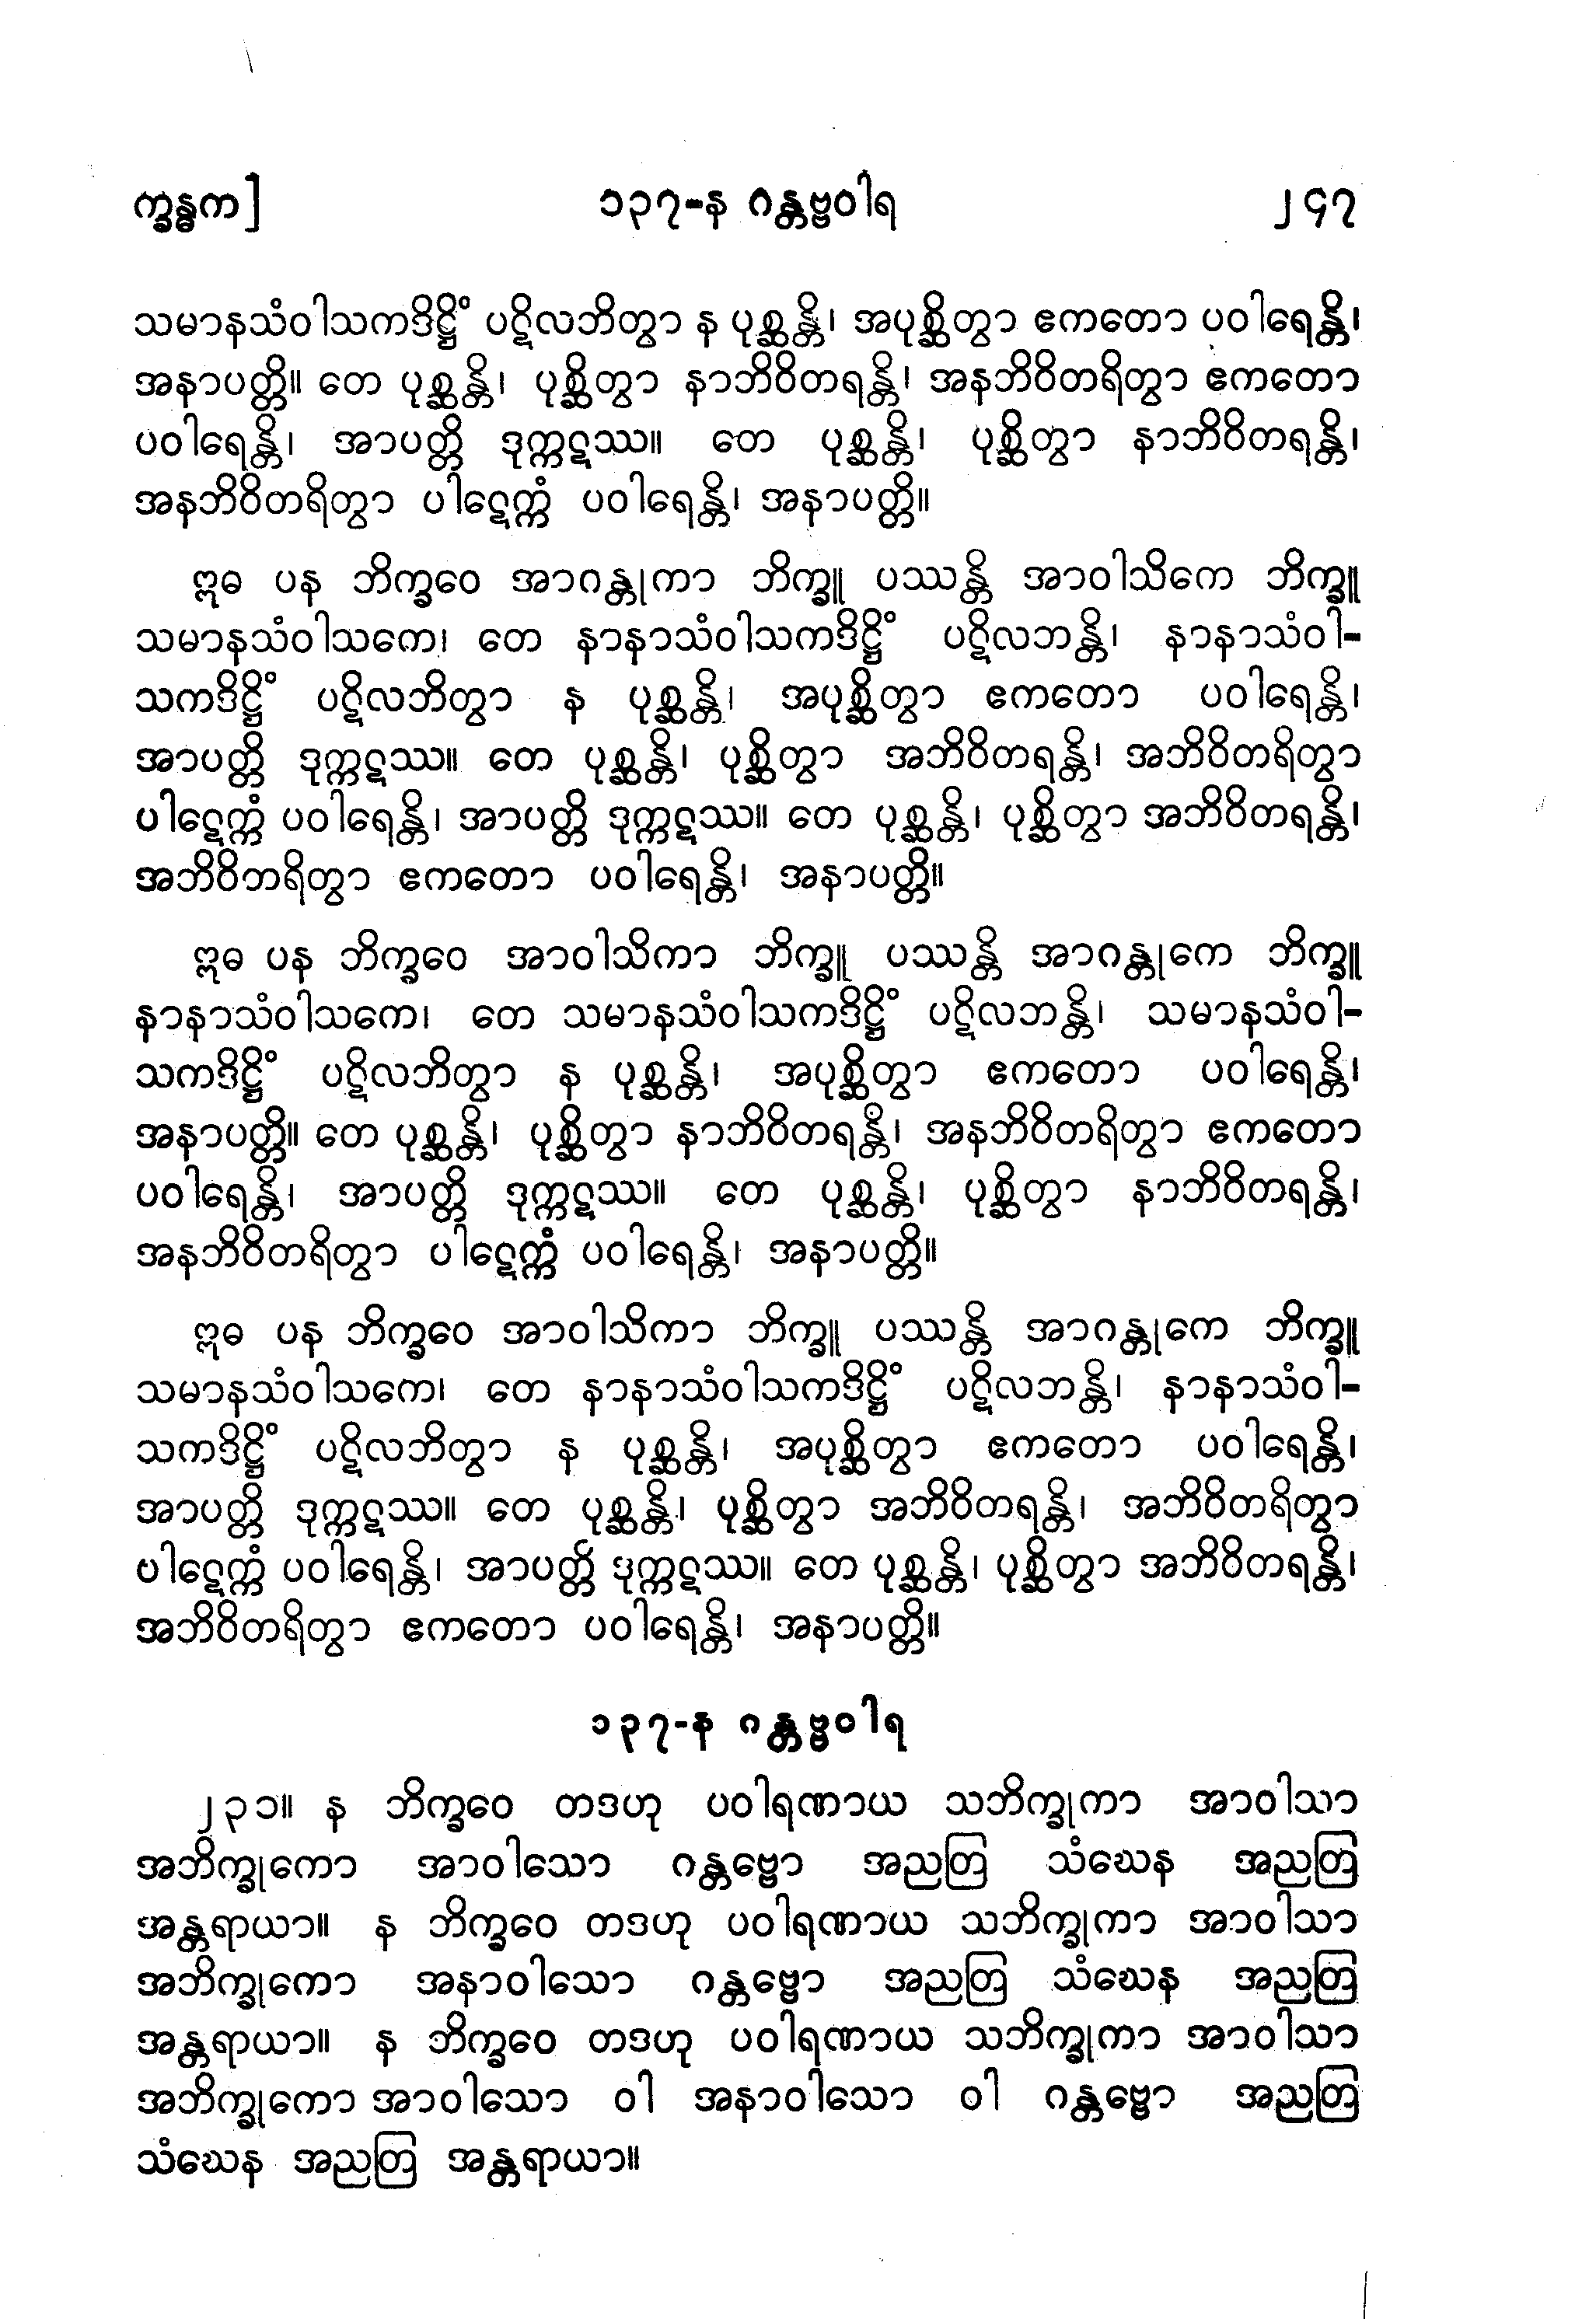 က္ခန္ဓက]
၁၃၇-န ဂန္တဗ္ဗဝါရ
၂၄၇
သမာနသံဝါသကဒိဋ္ဌိံ ပဋိလဘိတွာ န ပုစ္ဆန္တိ၊ အပုစ္ဆိတွာ ဧကတော ပဝါရေန္တိ၊
အနာပတ္တိ။ တေ ပုစ္ဆန္တိ၊ ပုစ္ဆိတွာ နာဘိဝိတရန္တိ၊ အနဘိဝိတရိတွာ ဧကတော
ပဝါရေန္တိ၊ အာပတ္တိ ဒုက္ကဋဿ။ တေ ပုစ္ဆန္တိ၊ ပုစ္ဆိတွာ နာဘိဝိတရန္တိ၊
အနဘိဝိတရိတွာ ပါဋေက္ကံ ပဝါရေန္တိ၊ အနာပတ္တိ။
ဣဓ ပန ဘိက္ခဝေ အာဂန္တုကာ ဘိက္ခူ ပဿန္တိ အာဝါသိကေ ဘိက္ခူ
သမာနသံဝါသကေ၊ တေ နာနာသံဝါသကဒိဋ္ဌိံ ပဋိလဘန္တိ၊ နာနာသံဝါ-
သကဒိဋ္ဌိံ ပဋိလဘိတွာ န ပုစ္ဆန္တိ၊ အပုစ္ဆိတွာ ဧကတော ပဝါရေန္တိ၊
အာပတ္တိ ဒုက္ကဋဿ။ တေ ပုစ္ဆန္တိ၊ ပုစ္ဆိတွာ အဘိဝိတရန္တိ၊ အဘိဝိတရိတွာ
ပါဋေက္ကံ ပဝါရေန္တိ၊ အာပတ္တိ ဒုက္ကဋဿ။ တေ ပုစ္ဆန္တိ၊ ပုစ္ဆိတွာ အဘိဝိတရန္တိ၊
အဘိဝိတရိတွာ ဧကတော ပဝါရေန္တိ၊ အနာပတ္တိ။
ဣဓ ပန ဘိက္ခဝေ အာဝါသိကာ ဘိက္ခူ ပဿန္တိ အာဂန္တုကေ ဘိက္ခူ
နာနာသံဝါသကေ၊ တေ သမာနသံဝါသကဒိဋ္ဌိံ ပဋိလဘန္တိ၊ သမာနသံဝါ-
သကဒိဋ္ဌိံ ပဋိလဘိတွာ န ပုစ္ဆန္တိ၊ အပုစ္ဆိတွာ ဧကတော ပဝါရေန္တိ၊
အနာပတ္တိ။ တေ ပုစ္ဆန္တိ၊ ပုစ္ဆိတွာ နာဘိဝိတရန္တိ၊ အနဘိဝိတရိတွာ ဧကတော
ပဝါရေန္တိ၊ အာပတ္တိ ဒုက္ကဋဿ။ တေ ပုစ္ဆန္တိ၊ ပုစ္ဆိတွာ နာဘိဝိတရန္တိ၊
အနဘိဝိတရိတွာ ပါဋေက္ကံ ပဝါရေန္တိ၊ အနာပတ္တိ။
ဣဓ ပန ဘိက္ခဝေ အာဝါသိကာ ဘိက္ခူ ပဿန္တိ အာဂန္တုကေ ဘိက္ခူ
သမာနသံဝါသကေ၊ တေ နာနာသံဝါသကဒိဋ္ဌိံ ပဋိလဘန္တိ၊ နာနာသံဝါ-
သကဒိဋ္ဌိံ ပဋိလဘိတွာ န ပုစ္ဆန္တိ၊ အပုစ္ဆိတွာ ဧကတော ပဝါရေန္တိ၊
အာပတ္တိ ဒုက္ကဋဿ။ တေ ပုစ္ဆန္တိ၊ ပုစ္ဆိတွာ အဘိဝိတရန္တိ၊ အဘိဝိတရိတွာ
ပါဋေက္ကံ ပဝါရေန္တိ၊ အာပတ္တိ ဒုက္ကဋဿ။ တေ ပုစ္ဆန္တိ၊ ပုစ္ဆိတွာ အဘိဝိတရန္တိ၊
အဘိဝိတရိတွာ ဧကတော ပဝါရေန္တိ၊ အနာပတ္တိ။
၁၃၇-န ဂန္တဗ္ဗဝါရ
၂၃၁။ န ဘိက္ခဝေ တဒဟု ပဝါရဏာယ သဘိက္ခုကာ အာဝါသာ
အဘိက္ခုကော အာဝါသော ဂန္တဗ္ဗော အညတြ သံဃေန အညတြ
အန္တရာယာ။ န ဘိက္ခဝေ တဒဟု ပဝါရဏာယ သဘိက္ခုကာ အာဝါသာ
အဘိက္ခုကော အနာဝါသော ဂန္တဗ္ဗော အညတြ သံဃေန အညတြ
အန္တရာယာ။ န ဘိက္ခဝေ တဒဟု ပဝါရဏာယ သဘိက္ခုကာ အာဝါသာ
အဘိက္ခုကော အာဝါသော ဝါ အနာဝါသော ဝါ ဂန္တဗ္ဗော အညတြ
သံဃေန အညတြ အန္တရာယာ။